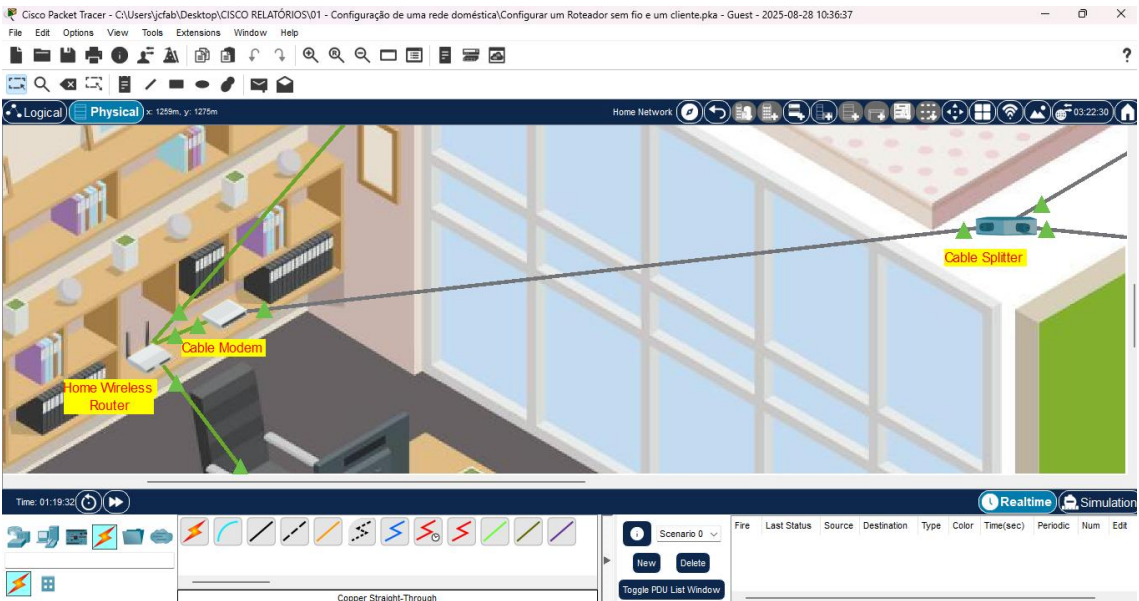 Cisco Packet Tracer - C:\Users\jcfab\Desktop\CISCO RELATÓRIOS\01 - Configuração de uma rede doméstica\Configurar um Roteador sem fio e um cliente.pka - Guest - 2025-08-28 10:36:37
File Edit Options View Tools Extensions Window Help
?
Logical Physical x: 1259m, y: 1275m Home Network 03:22:30
Cable Splitter
Cable Modem
Home Wireless
Router
Time: 01:19:32 Realtime Simulation
Scenario 0 Fire Last Status Source Destination Type Color Time(sec) Periodic Num Edit
New Delete
Toggle PDU List Window
Copper Straight-Through